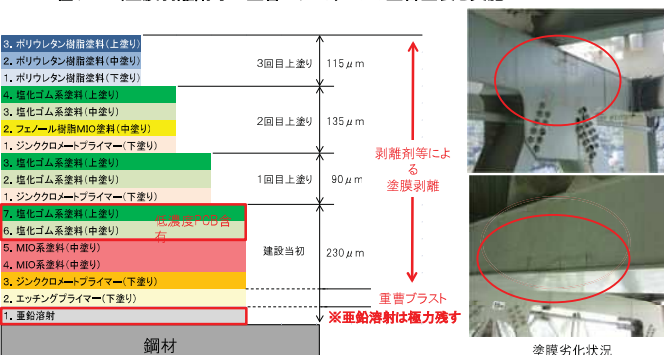 3. ポリウレタン樹脂塗料(上塗り)
2. ポリウレタン樹脂塗料(中塗り)
1. ポリウレタン樹脂塗料(下塗り)
3回目上塗り 115μm
4. 塩化ゴム系塗料(上塗り)
3. 塩化ゴム系塗料(中塗り)
2. フェノール樹脂MIO塗料(中塗り)
1. ジンククロメートプライマー(下塗り)
2回目上塗り 135μm
3. 塩化ゴム系塗料(上塗り)
2. 塩化ゴム系塗料(中塗り)
1. ジンククロメートプライマー(下塗り)
1回目上塗り 90μm
7. 塩化ゴム系塗料(上塗り)
6. 塩化ゴム系塗料(中塗り)
低濃度PCB含
有
5. MIO系塗料(中塗り)
4. MIO系塗料(中塗り)
3. ジンククロメートプライマー(下塗り)
2. エッチングプライマー(下塗り)
1. 亜鉛溶射
建設当初 230μm
鋼材
剥離剤等によ
る
塗膜剥離
重曹ブラスト
※亜鉛溶射は極力残す
塗膜劣化状況